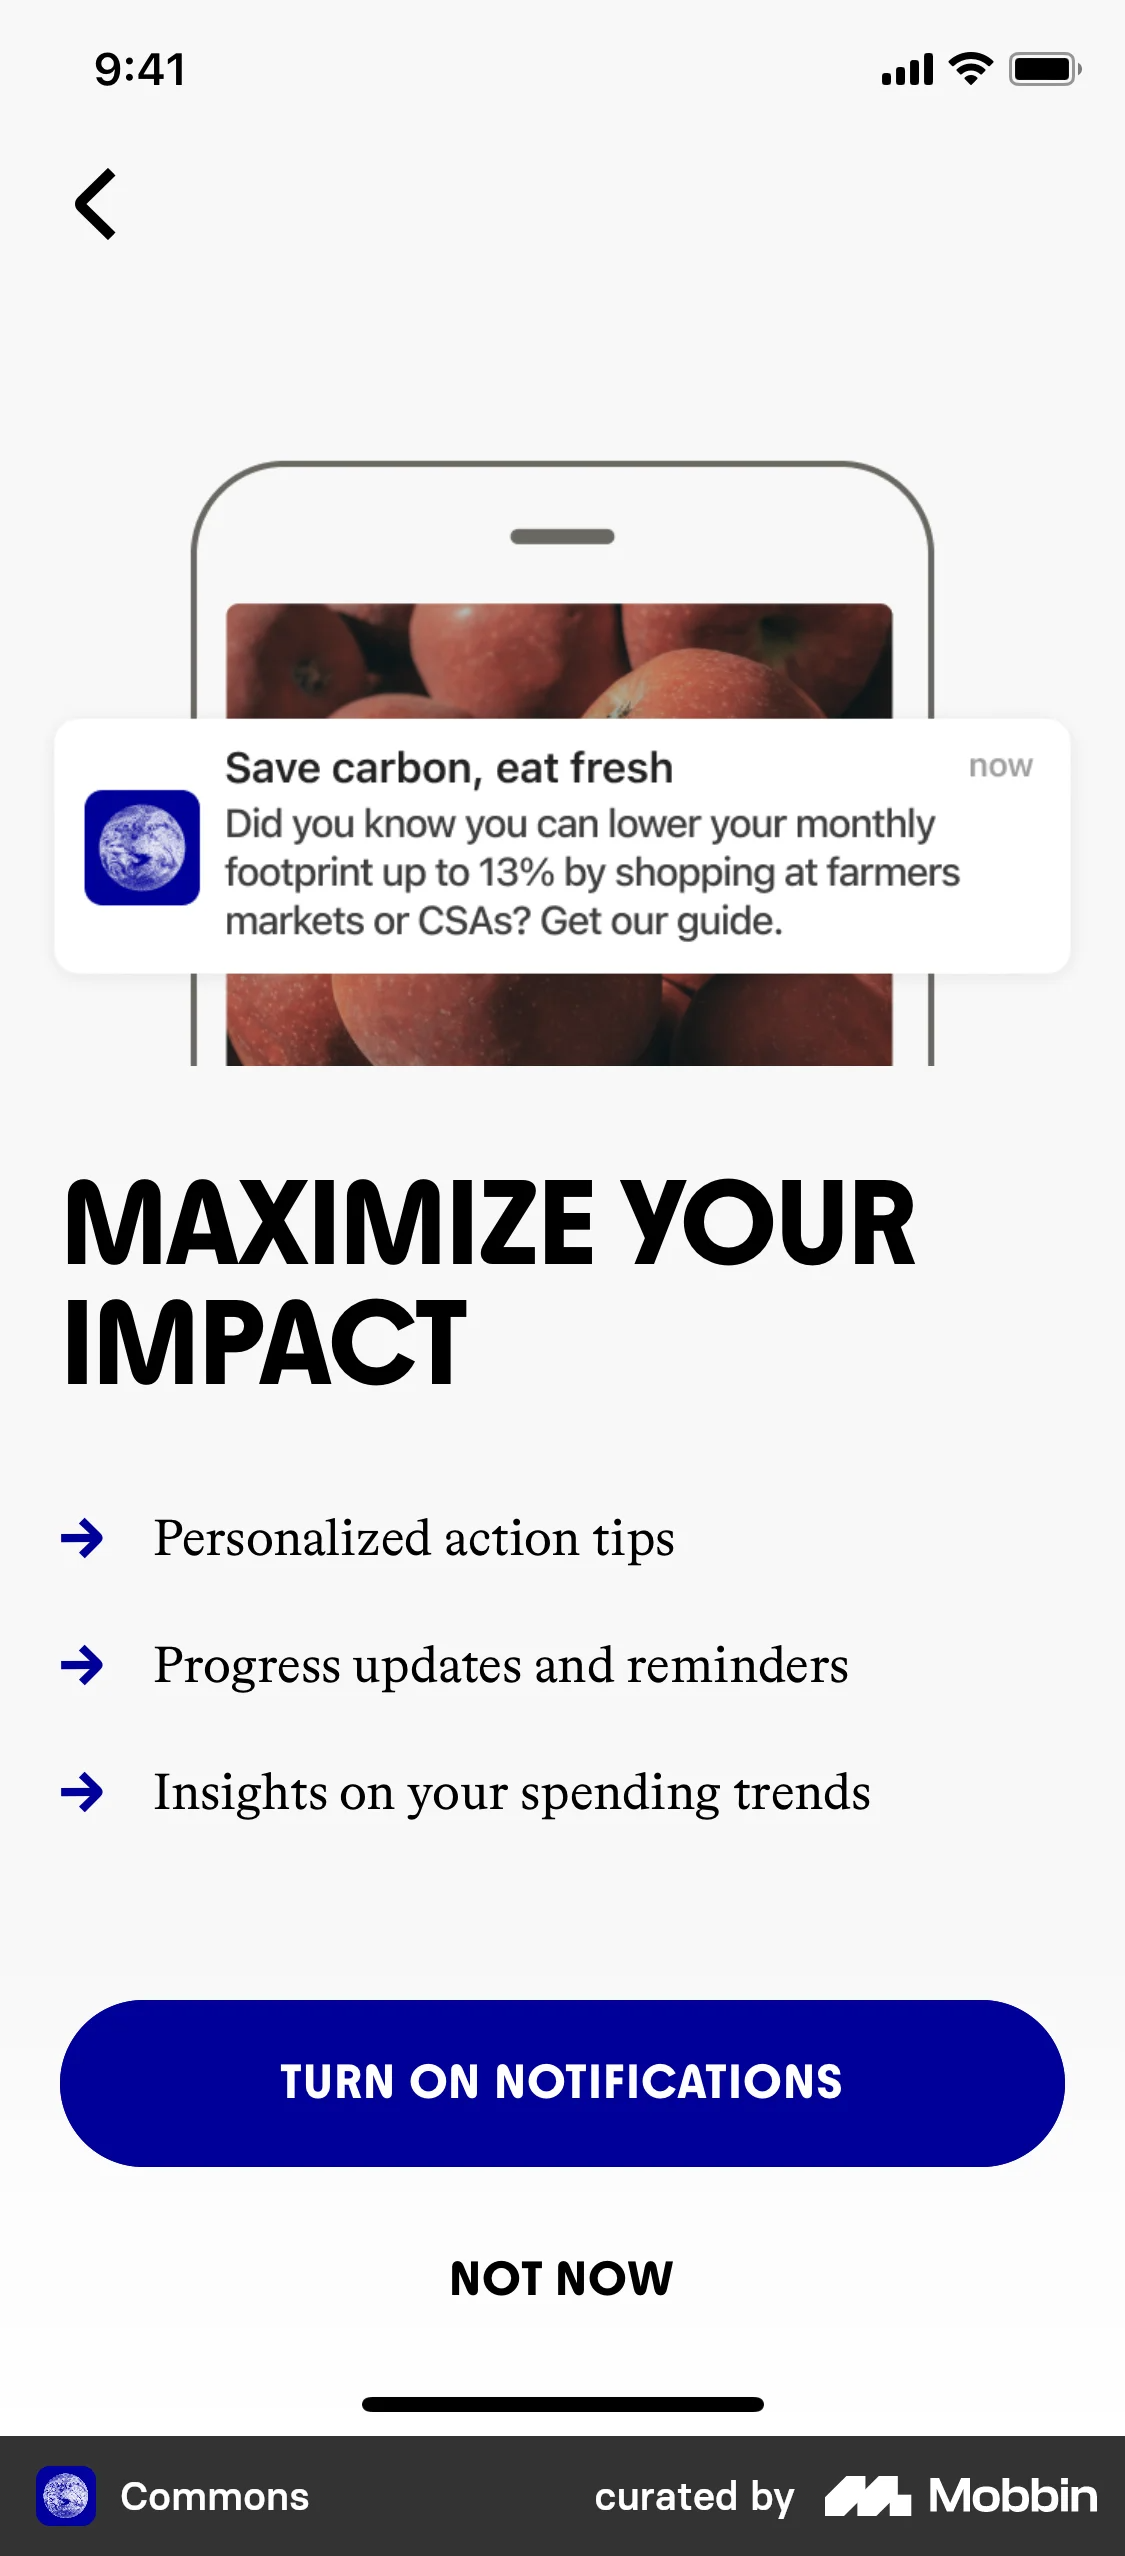 9:41
Save carbon, eat fresh
now
Did you know you can lower your monthly
footprint up to 13% by shopping at farmers
markets or CSAs? Get our guide.
MAXIMIZE YOUR
IMPACT
Personalized action tips
Progress updates and reminders
Insights on your spending trends
TURN ON NOTIFICATIONS
NOT NOW
Commons
curated by Mobbin